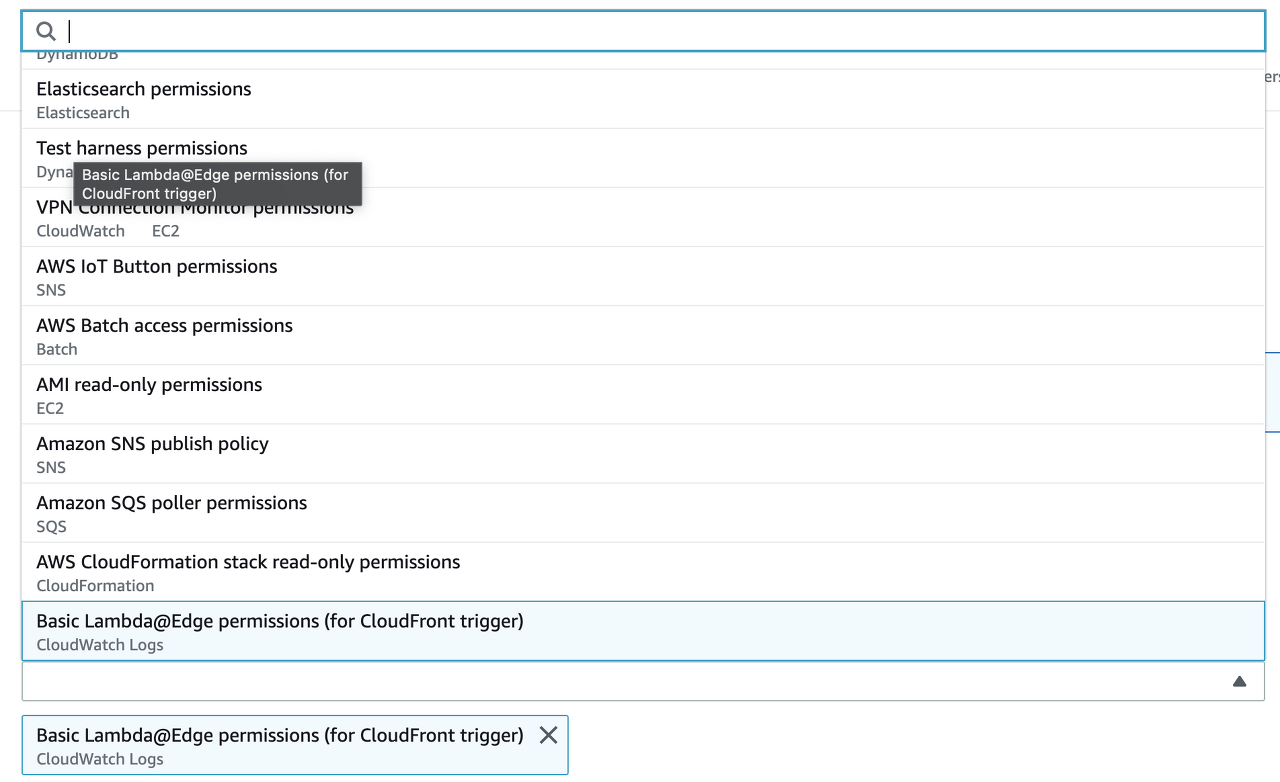 DynamoDB
ers
Elasticsearch permissions
Elasticsearch
Test harness permissions
Dyna
Basic Lambda@Edge permissions (for
CloudFront trigger)
VPN Connection Monitor permissions
CloudWatch EC2
AWS IoT Button permissions
SNS
AWS Batch access permissions
Batch
AMI read-only permissions
EC2
Amazon SNS publish policy
SNS
Amazon SQS poller permissions
SQS
AWS CloudFormation stack read-only permissions
CloudFormation
Basic Lambda@Edge permissions (for CloudFront trigger)
CloudWatch Logs
Basic Lambda@Edge permissions (for CloudFront trigger)
CloudWatch Logs